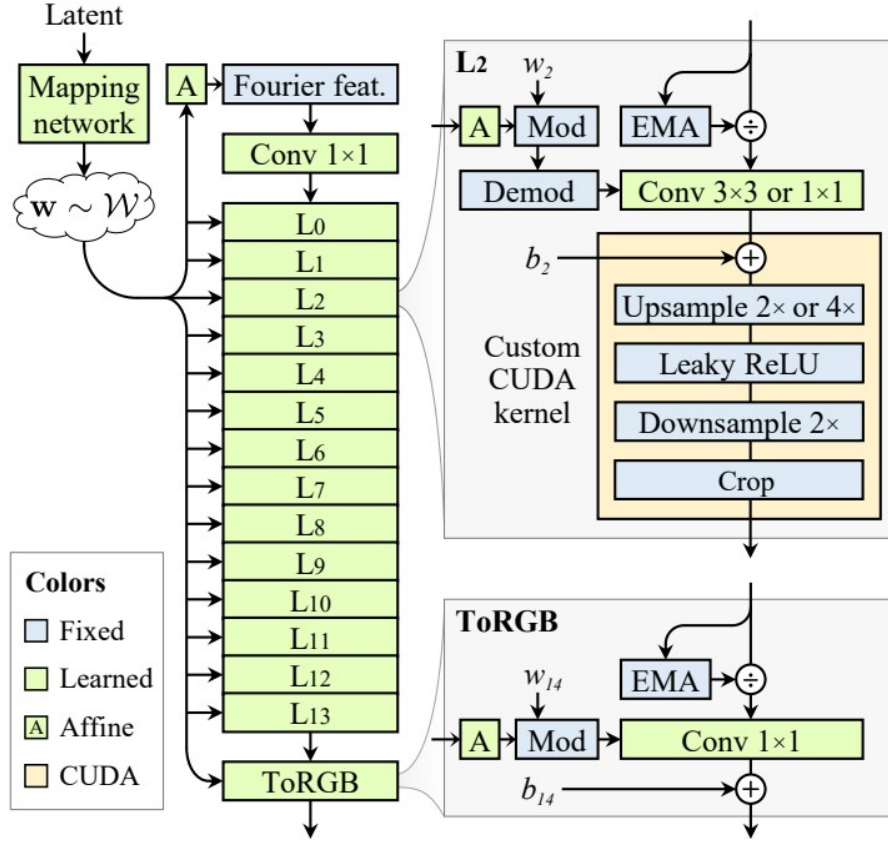 Latent
Mapping
network
w ∼ 𝒲
A
Fourier feat.
Conv 1×1
L0
L1
L2
L3
L4
L5
L6
L7
L8
L9
L10
L11
L12
L13
ToRGB
Colors
Fixed
Learned
A Affine
CUDA
L2
w2
A
Mod
EMA
÷
Demod
Conv 3×3 or 1×1
b2
+
Upsample 2× or 4×
Leaky ReLU
Downsample 2×
Crop
Custom
CUDA
kernel
ToRGB
EMA
÷
w14
A
Mod
Conv 1×1
b14
+